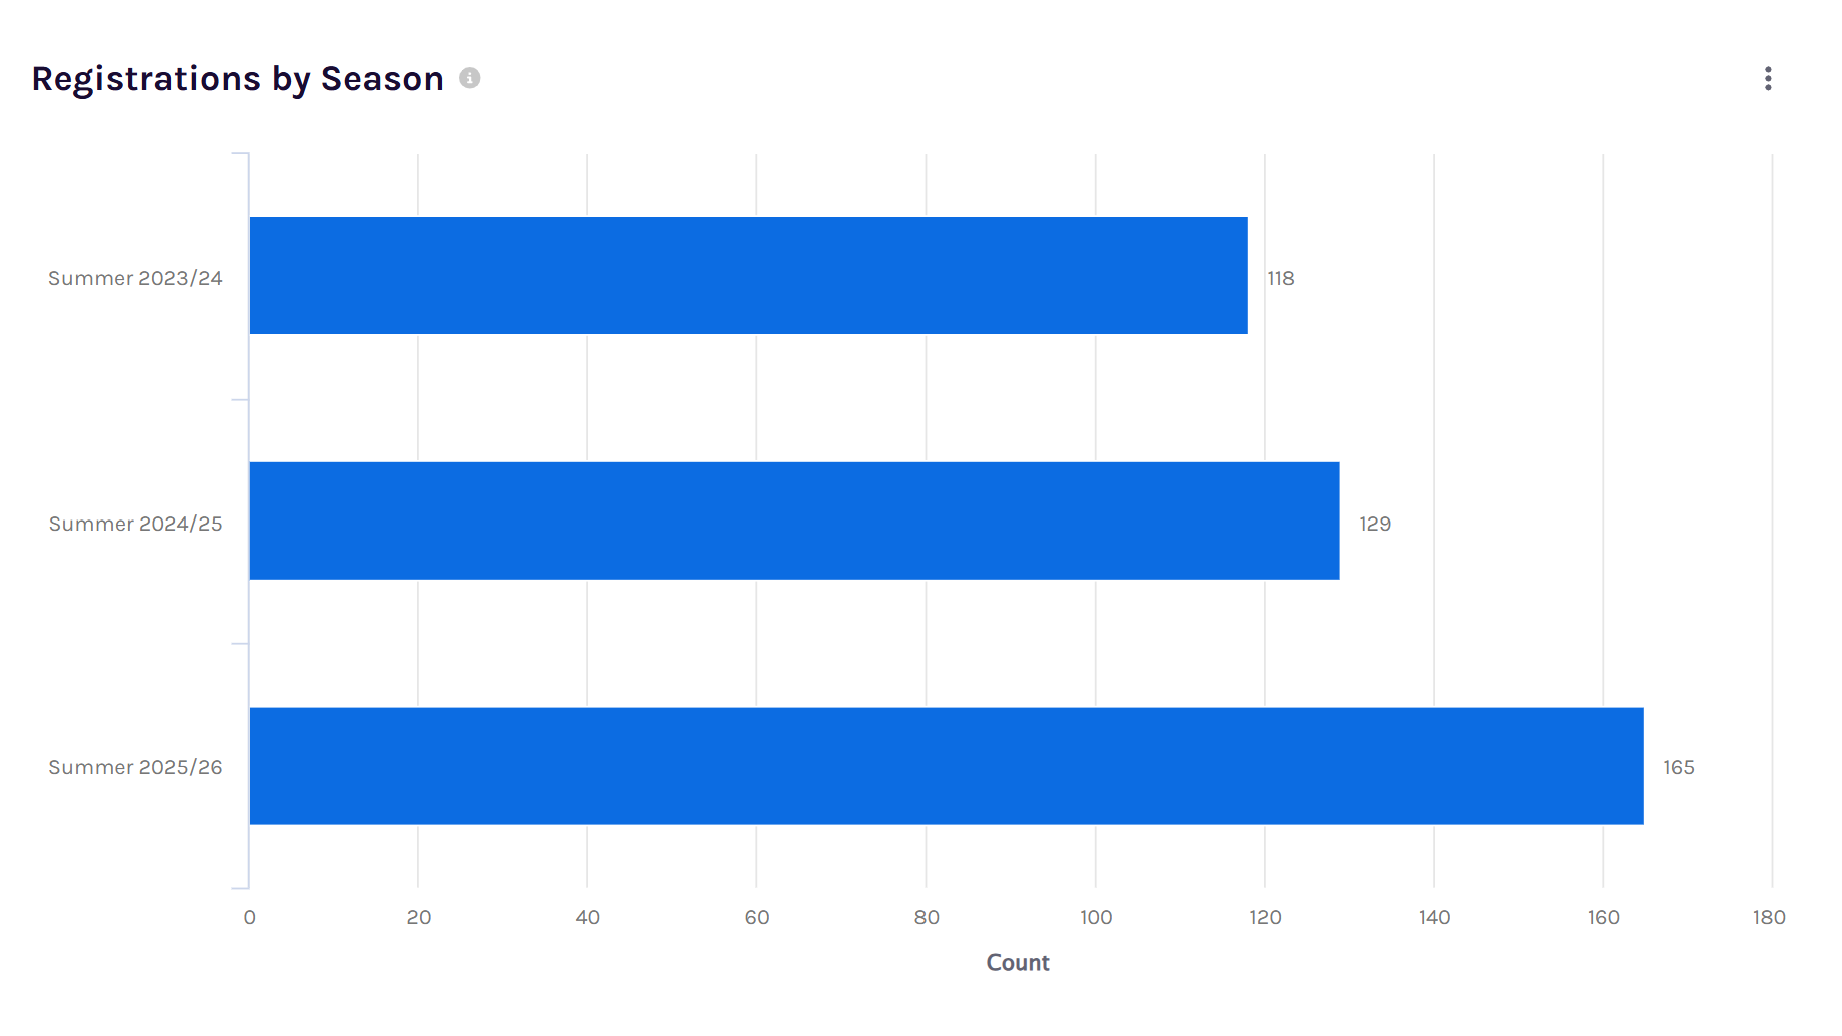 Registrations by Season
Summer 2023/24
118
Summer 2024/25
129
Summer 2025/26
165
0 20 40 60 80 100 120 140 160 180
Count